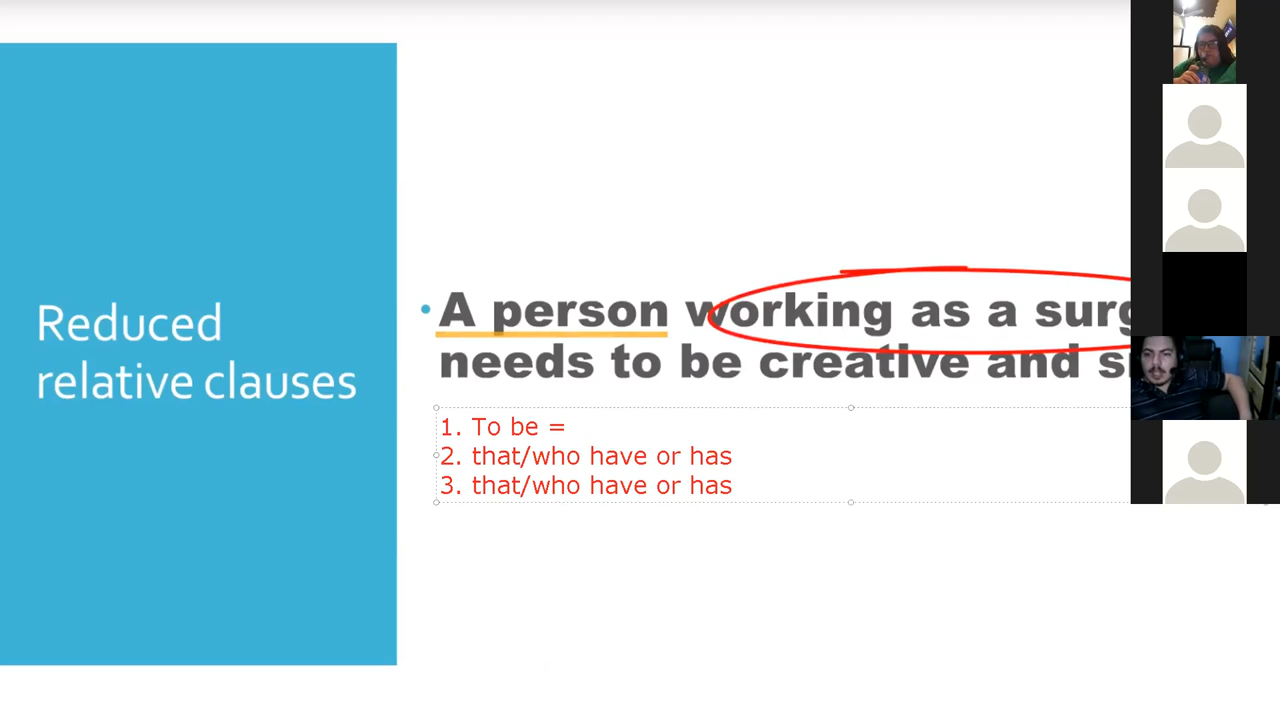 Reduced
relative clauses
• A person working as a
needs to be creative and
1. To be =
2. that/who have or has
3. that/who have or has